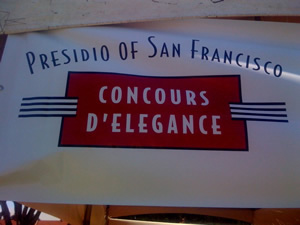 PRESIDIO OF SAN FRANCISCO
CONCOURS
D'ELEGANCE